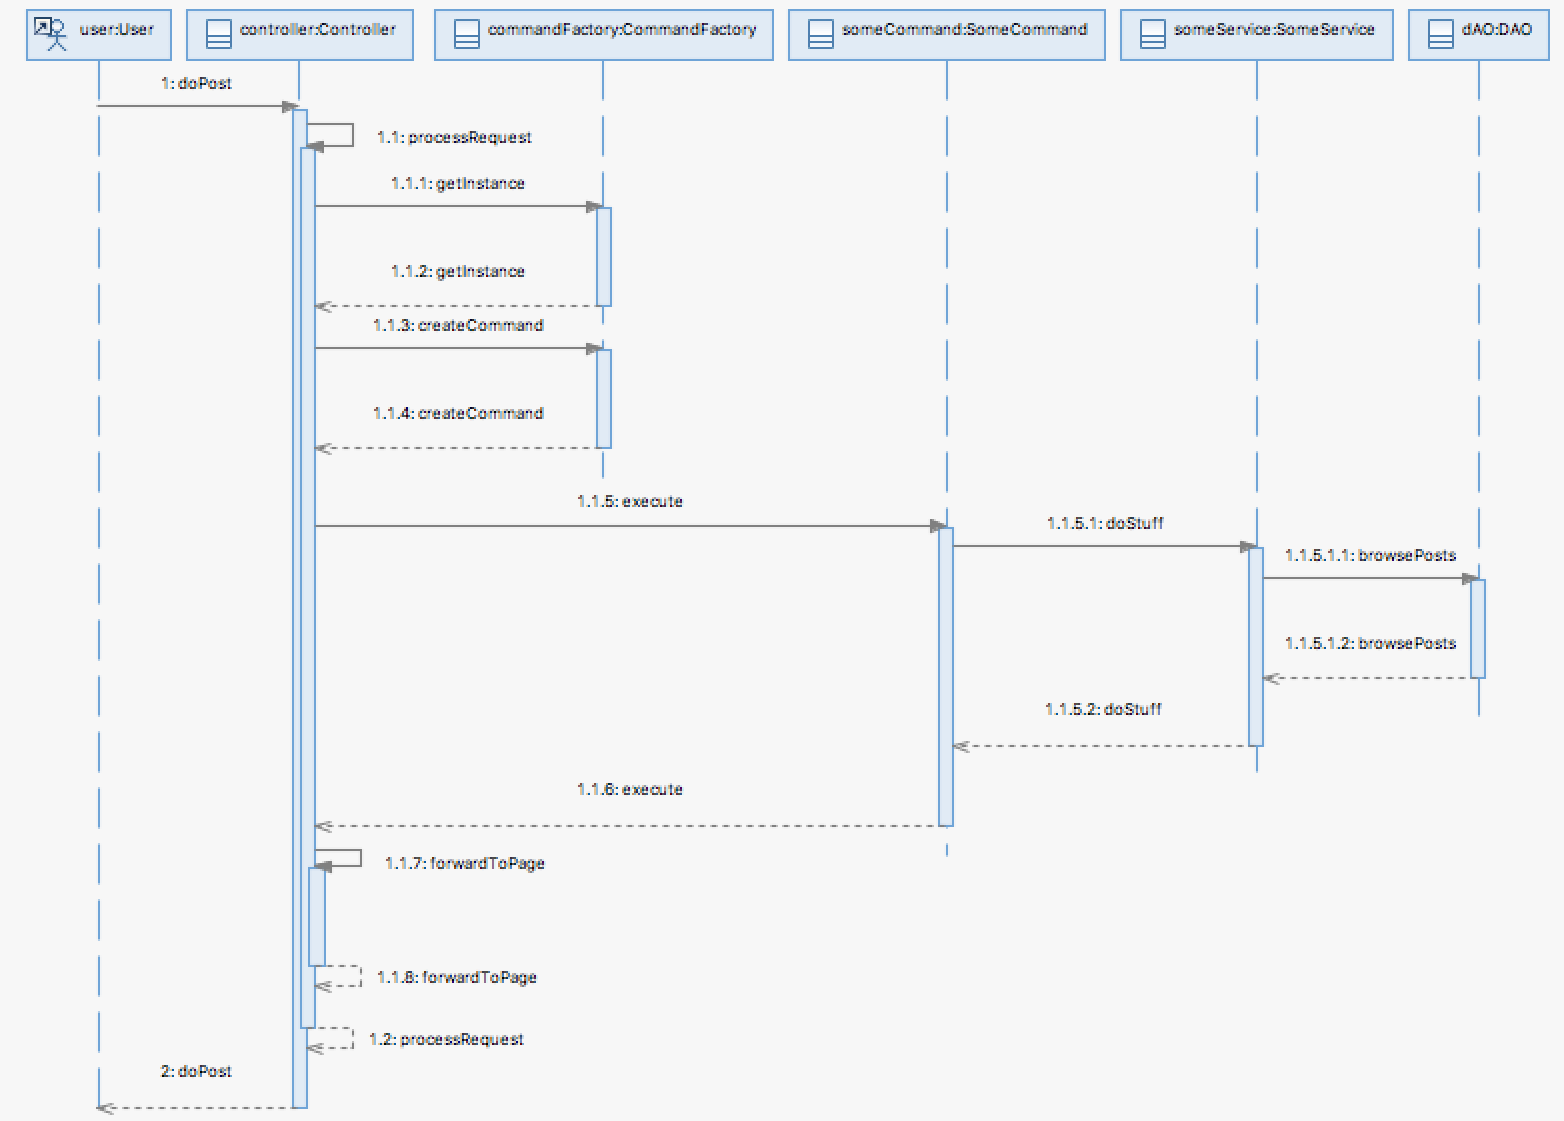 user:User
controller:Controller
commandFactory:CommandFactory
someCommand:SomeCommand
someService:SomeService
dAO:DAO
1: doPost
1.1: processRequest
1.1.1: getInstance
1.1.2: getInstance
1.1.3: createCommand
1.1.4: createCommand
1.1.5: execute
1.1.5.1: doStuff
1.1.5.1.1: browsePosts
1.1.5.1.2: browsePosts
1.1.5.2: doStuff
1.1.6: execute
1.1.7: forwardToPage
1.1.8: forwardToPage
1.2: processRequest
2: doPost